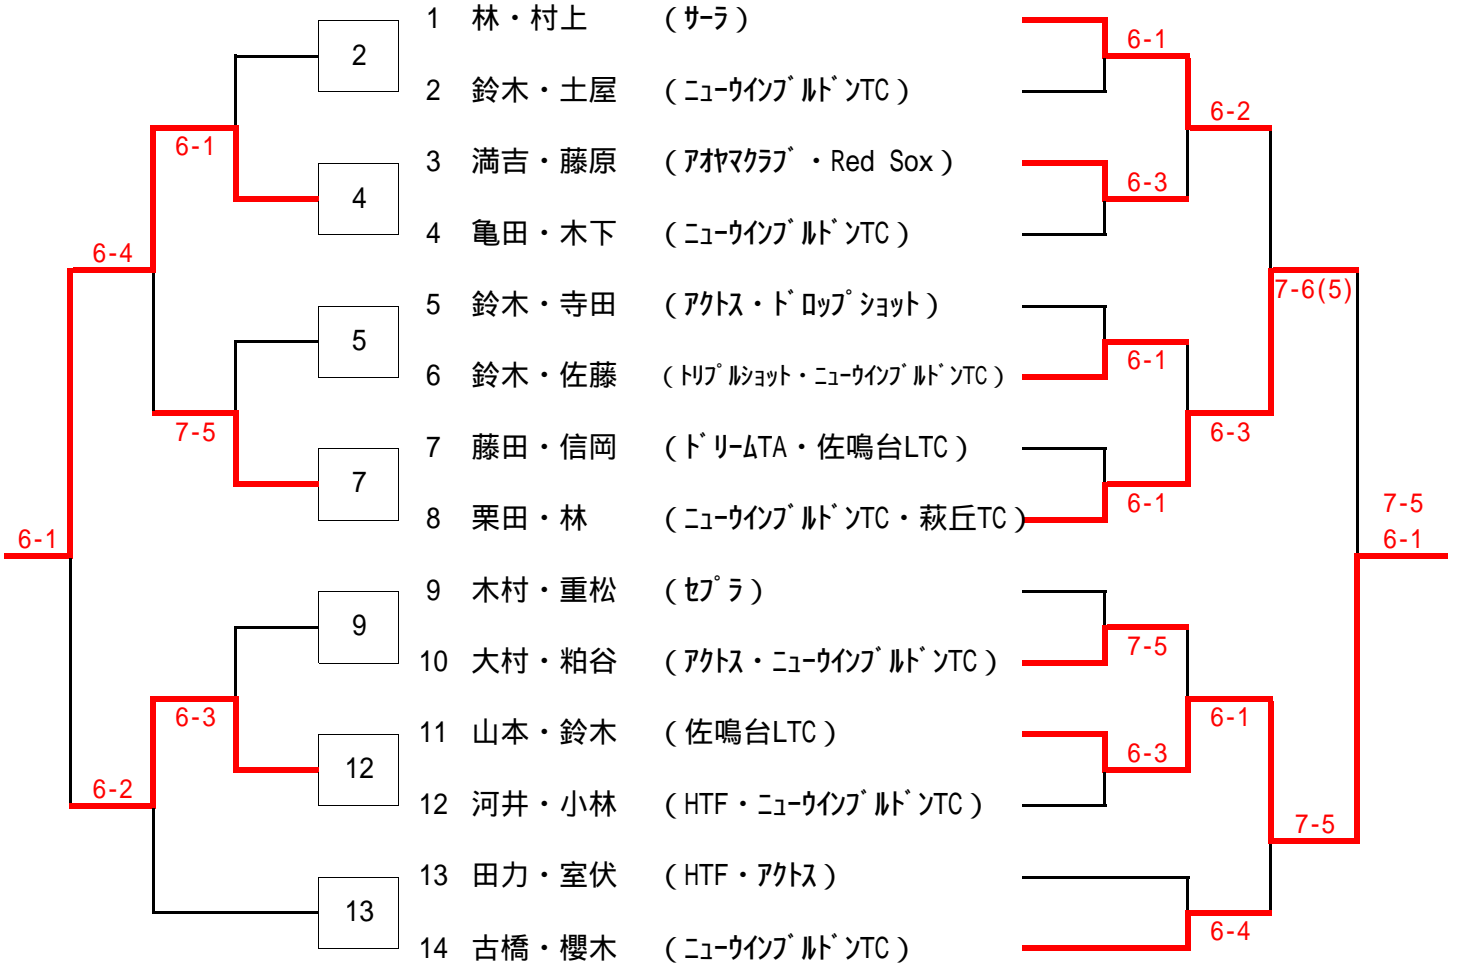 1 林・村上 (サーラ)
6-1
2
2 鈴木・土屋 (ニューウインブルドンTC)
6-2
6-1
3 満吉・藤原 (アオヤマクラブ・Red Sox)
6-3
4
4 亀田・木下 (ニューウインブルドンTC)
6-4
5 鈴木・寺田 (アクトス・ドロップショット)
7-6(5)
5
6 鈴木・佐藤 (トリプルショット・ニューウインブルドンTC)
6-1
7-5
7 藤田・信岡 (ドリームTA・佐鳴台LTC)
6-3
7
8 栗田・林 (ニューウインブルドンTC・萩丘TC)
6-1
7-5
6-1
6-1
9 木村・重松 (セプラ)
9
10 大村・粕谷 (アクトス・ニューウインブルドンTC)
7-5
6-3
11 山本・鈴木 (佐鳴台LTC)
6-1
6-3
12
6-2
12 河井・小林 (HTF・ニューウインブルドンTC)
7-5
13 田力・室伏 (HTF・アクトス)
13
14 古橋・櫻木 (ニューウインブルドンTC)
6-4